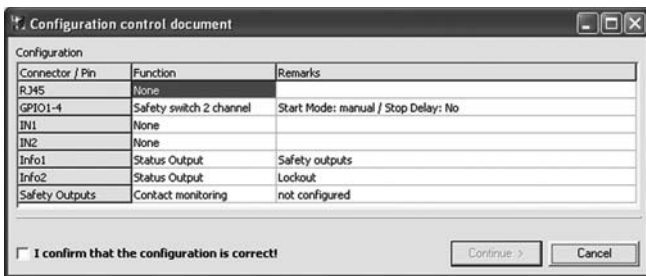 Configuration control document
Configuration
Connector / Pin Function Remarks
RJ45 None
GPIO1-4 Safety switch 2 channel Start Mode: manual / Stop Delay: No
IN1 None
IN2 None
Info1 Status Output Safety outputs
Info2 Status Output Lockout
Safety Outputs Contact monitoring not configured
I confirm that the configuration is correct! Continue > Cancel